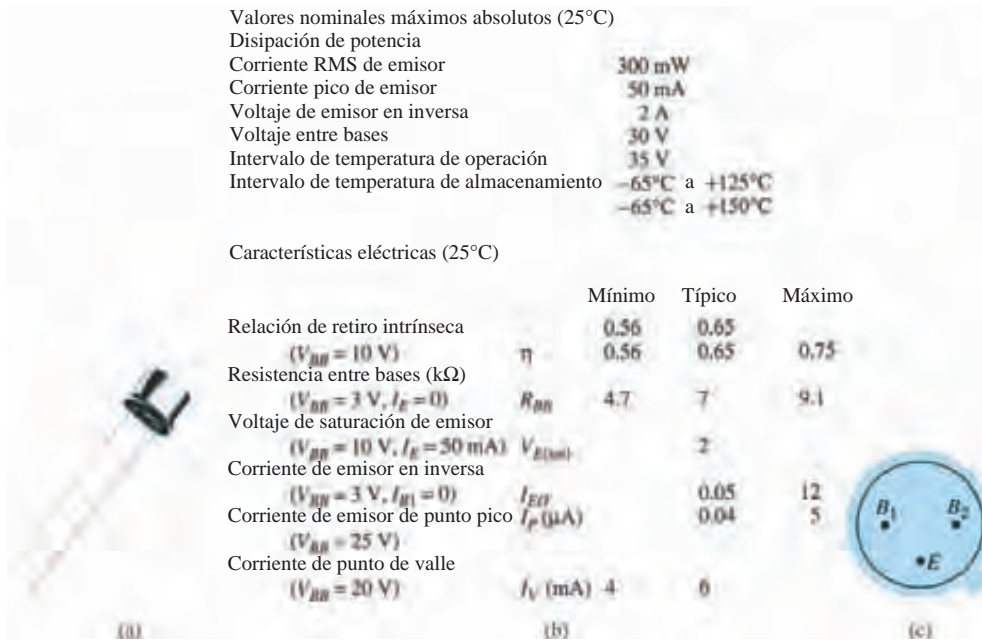 Valores nominales máximos absolutos (25°C)
Disipación de potencia
Corriente RMS de emisor 300 mW
Corriente pico de emisor 50 mA
Voltaje de emisor en inversa 2 A
Voltaje entre bases 30 V
Intervalo de temperatura de operación 35 V
Intervalo de temperatura de almacenamiento –65°C a +125°C
–65°C a +150°C
Características eléctricas (25°C)
Mínimo Típico Máximo
Relación de retiro intrínseca 0.56 0.65
(V_BB = 10 V) η 0.56 0.65 0.75
Resistencia entre bases (kΩ)
(V_BB = 3 V, I_E = 0) R_BB 4.7 7 9.1
Voltaje de saturación de emisor
(V_BB = 10 V, I_E = 50 mA) V_E(sat) 2
Corriente de emisor en inversa
(V_BB = 3 V, I_B1 = 0) I_EO 0.05 12
Corriente de emisor de punto pico I_P (μA) 0.04 5
(V_BB = 25 V)
Corriente de punto de valle
(V_BB = 20 V) I_V (mA) 4 6
B1 B2
E
(a) (b) (c)